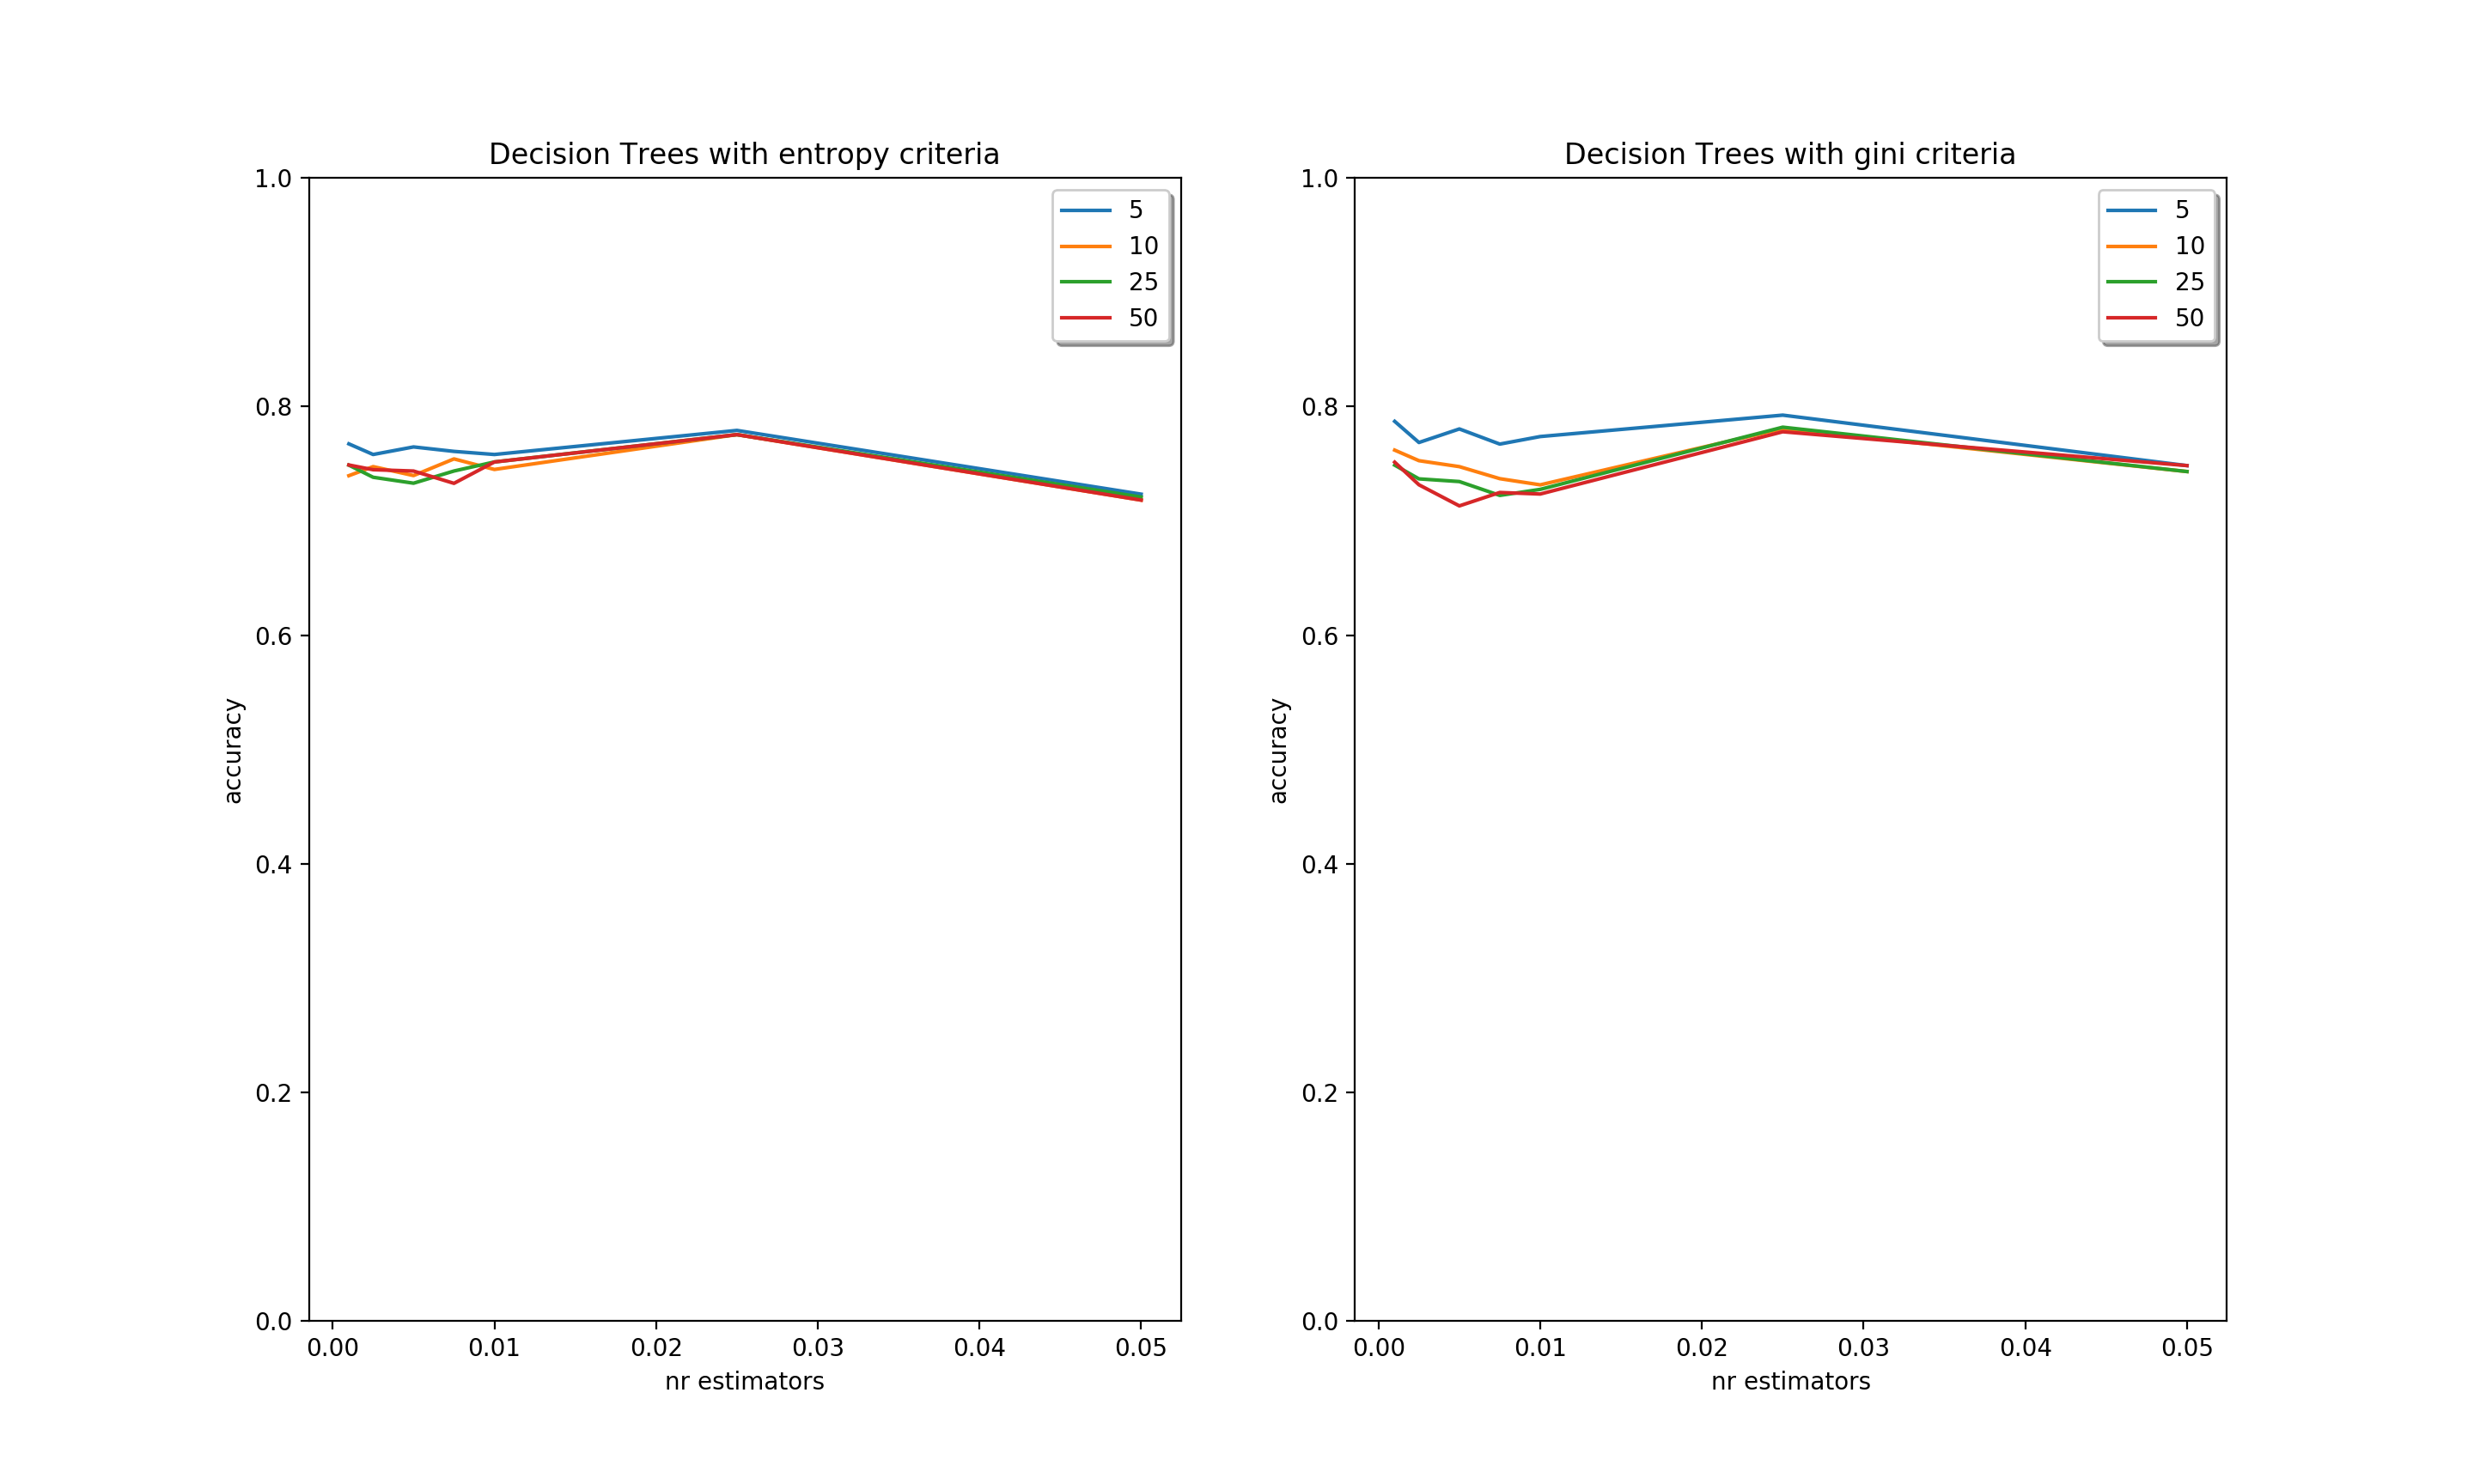 Decision Trees with entropy criteria
1.0
0.8
0.6
0.4
0.2
0.0
accuracy
0.00 0.01 0.02 0.03 0.04 0.05
nr estimators
5
10
25
50
Decision Trees with gini criteria
1.0
0.8
0.6
0.4
0.2
0.0
accuracy
0.00 0.01 0.02 0.03 0.04 0.05
nr estimators
5
10
25
50